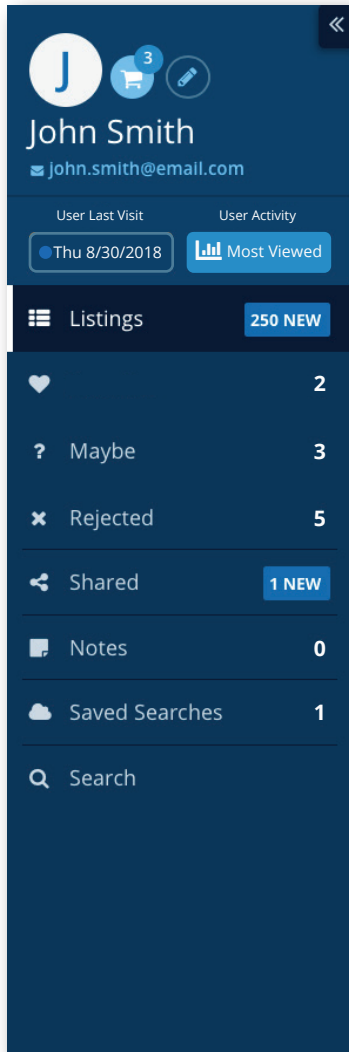 J
3
John Smith
john.smith@email.com
User Last Visit User Activity
Thu 8/30/2018 Most Viewed
Listings 250 NEW
2
? Maybe 3
Rejected 5
Shared 1 NEW
Notes 0
Saved Searches 1
Search